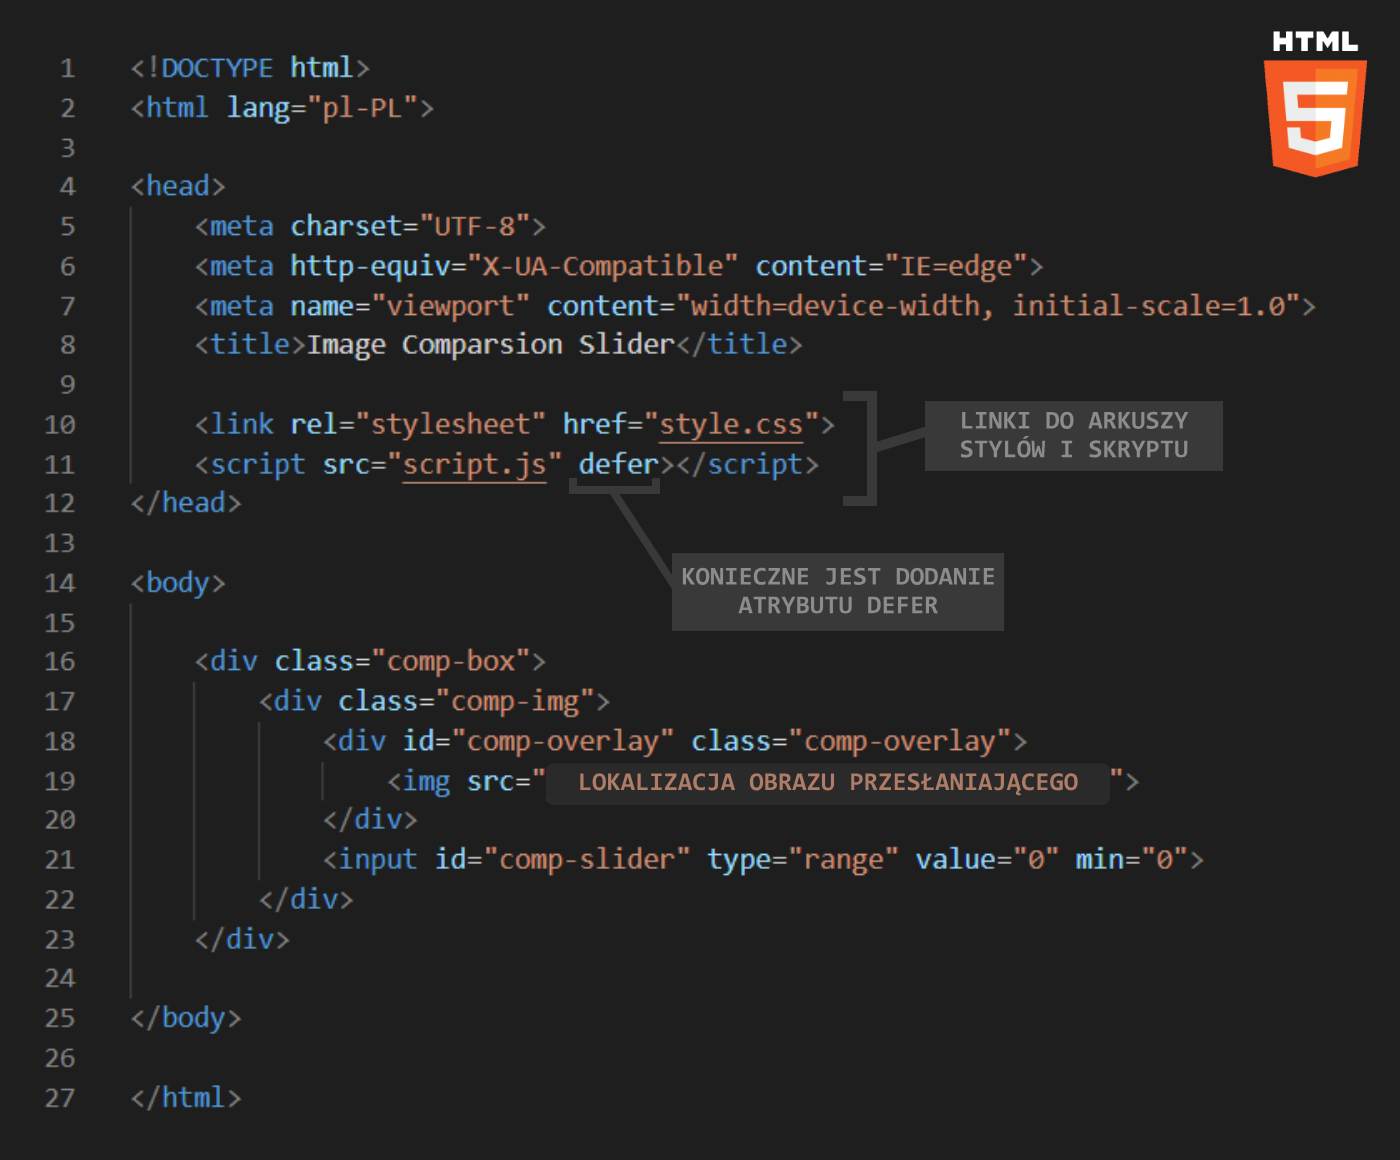 HTML
1 <!DOCTYPE html>
2 <html lang="pl-PL">
3
4 <head>
5 <meta charset="UTF-8">
6 <meta http-equiv="X-UA-Compatible" content="IE=edge">
7 <meta name="viewport" content="width=device-width, initial-scale=1.0">
8 <title>Image Comparsion Slider</title>
9
10 <link rel="stylesheet" href="style.css">
11 <script src="script.js" defer></script>
LINKI DO ARKUSZY
STYLÓW I SKRYPTU
12 </head>
13
KONIECZNE JEST DODANIE
ATRYBUTU DEFER
14 <body>
15
16 <div class="comp-box">
17 <div class="comp-img">
18 <div id="comp-overlay" class="comp-overlay">
19 <img src=" LOKALIZACJA OBRAZU PRZESŁANIAJĄCEGO ">
20 </div>
21 <input id="comp-slider" type="range" value="0" min="0">
22 </div>
23 </div>
24
25 </body>
26
27 </html>